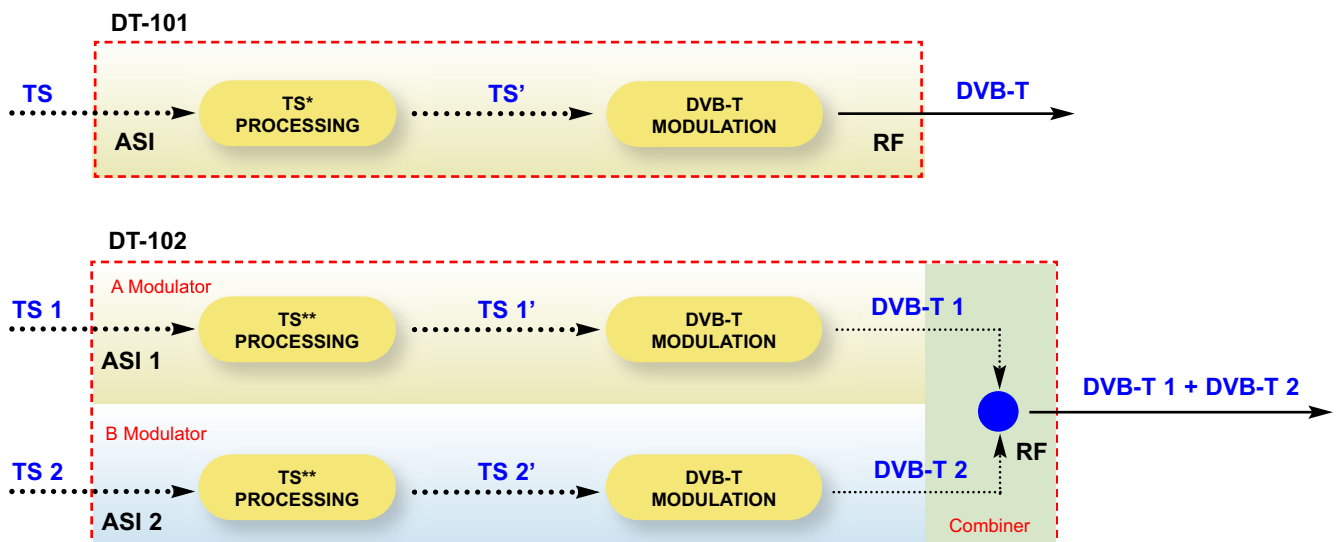 DT-101
TS
ASI
TS*
PROCESSING
TS’
DVB-T
MODULATION
RF
DVB-T
DT-102
A Modulator
TS 1
ASI 1
TS**
PROCESSING
TS 1’
DVB-T
MODULATION
DVB-T 1
B Modulator
TS 2
ASI 2
TS**
PROCESSING
TS 2’
DVB-T
MODULATION
DVB-T 2
DVB-T 1 + DVB-T 2
RF
Combiner